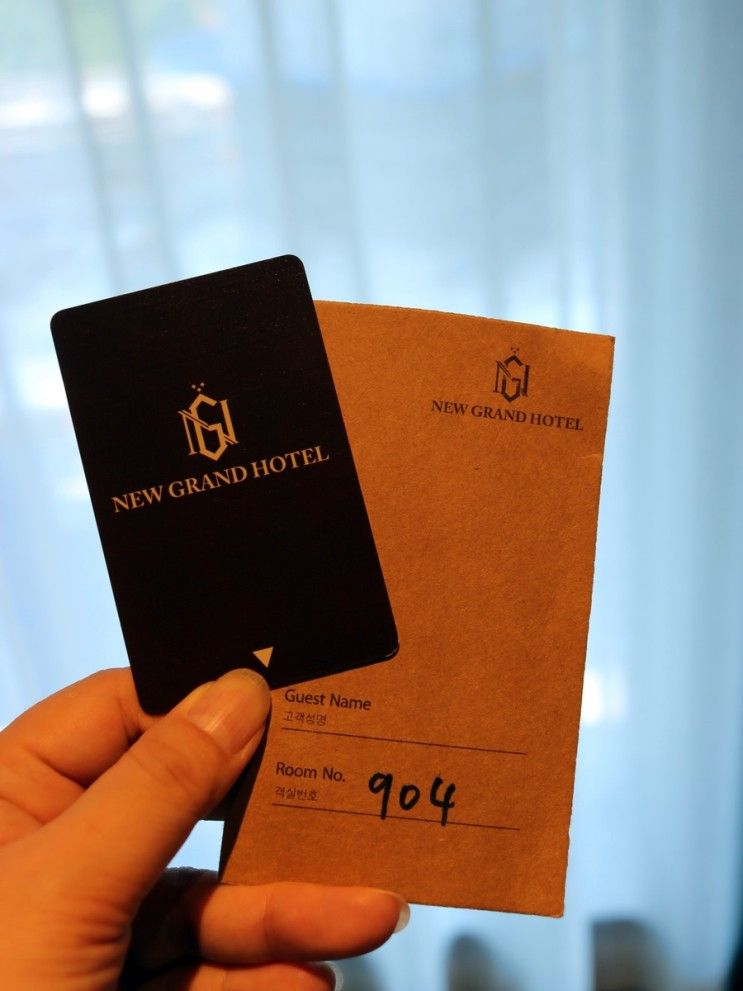 NEW GRAND HOTEL
NEW GRAND HOTEL
Guest Name
고객성명
Room No.
객실번호
904